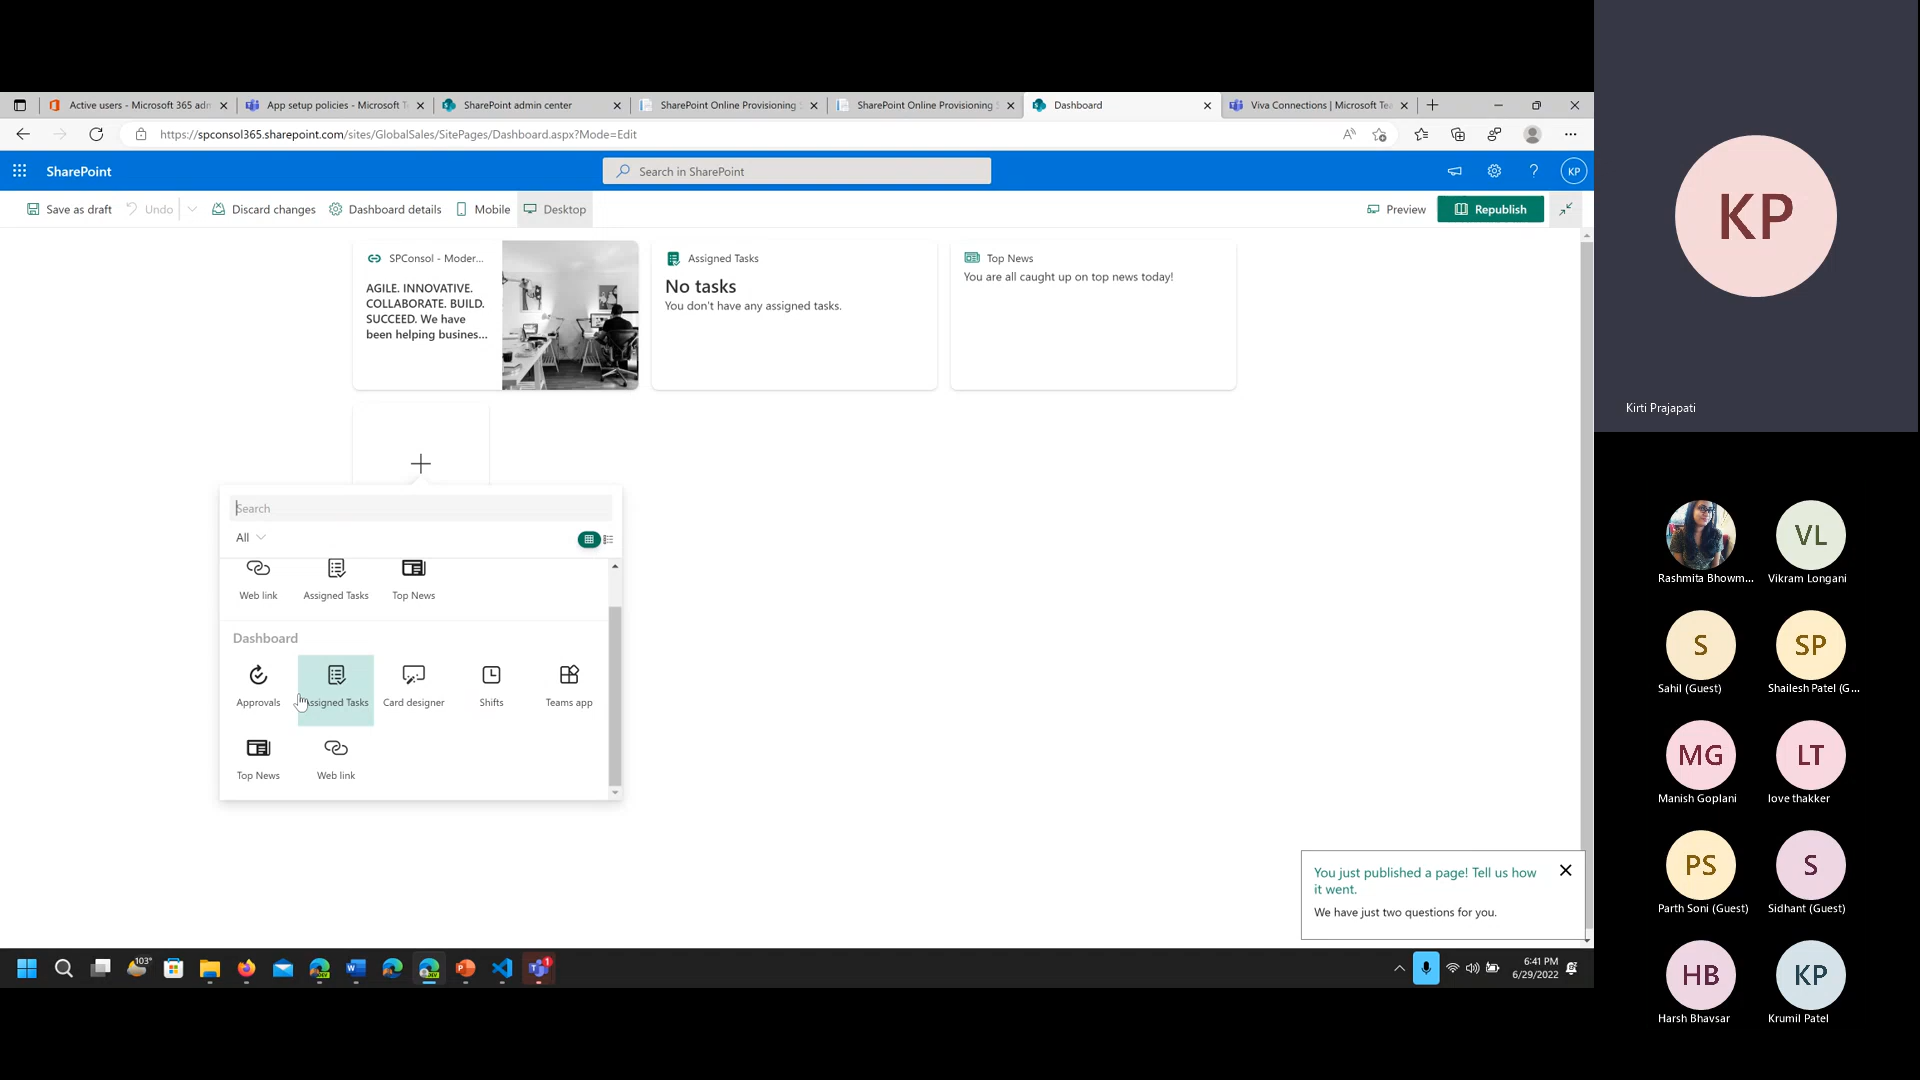 Active users - Microsoft 365 adm
App setup policies - Microsoft Te
SharePoint admin center
SharePoint Online Provisioning S
SharePoint Online Provisioning S
Dashboard
Viva Connections | Microsoft Tea
https://spconsol365.sharepoint.com/sites/GlobalSales/SitePages/Dashboard.aspx?Mode=Edit
SharePoint
Search in SharePoint
KP
Save as draft
Undo
Discard changes
Dashboard details
Mobile
Desktop
Preview
Republish
SPConsol - Moder...
AGILE. INNOVATIVE.
COLLABORATE. BUILD.
SUCCEED. We have
been helping busines...
Assigned Tasks
No tasks
You don't have any assigned tasks.
Top News
You are all caught up on top news today!
Search
All
Web link
Assigned Tasks
Top News
Dashboard
Approvals
Assigned Tasks
Card designer
Shifts
Teams app
Top News
Web link
You just published a page! Tell us how
it went.
We have just two questions for you.
103°
1
6:41 PM
6/29/2022
KP
Kirti Prajapati
Rashmita Bhowm...
VL
Vikram Longani
S
Sahil (Guest)
SP
Shailesh Patel (G...
MG
Manish Goplani
LT
love thakker
PS
Parth Soni (Guest)
S
Sidhant (Guest)
HB
Harsh Bhavsar
KP
Krumil Patel